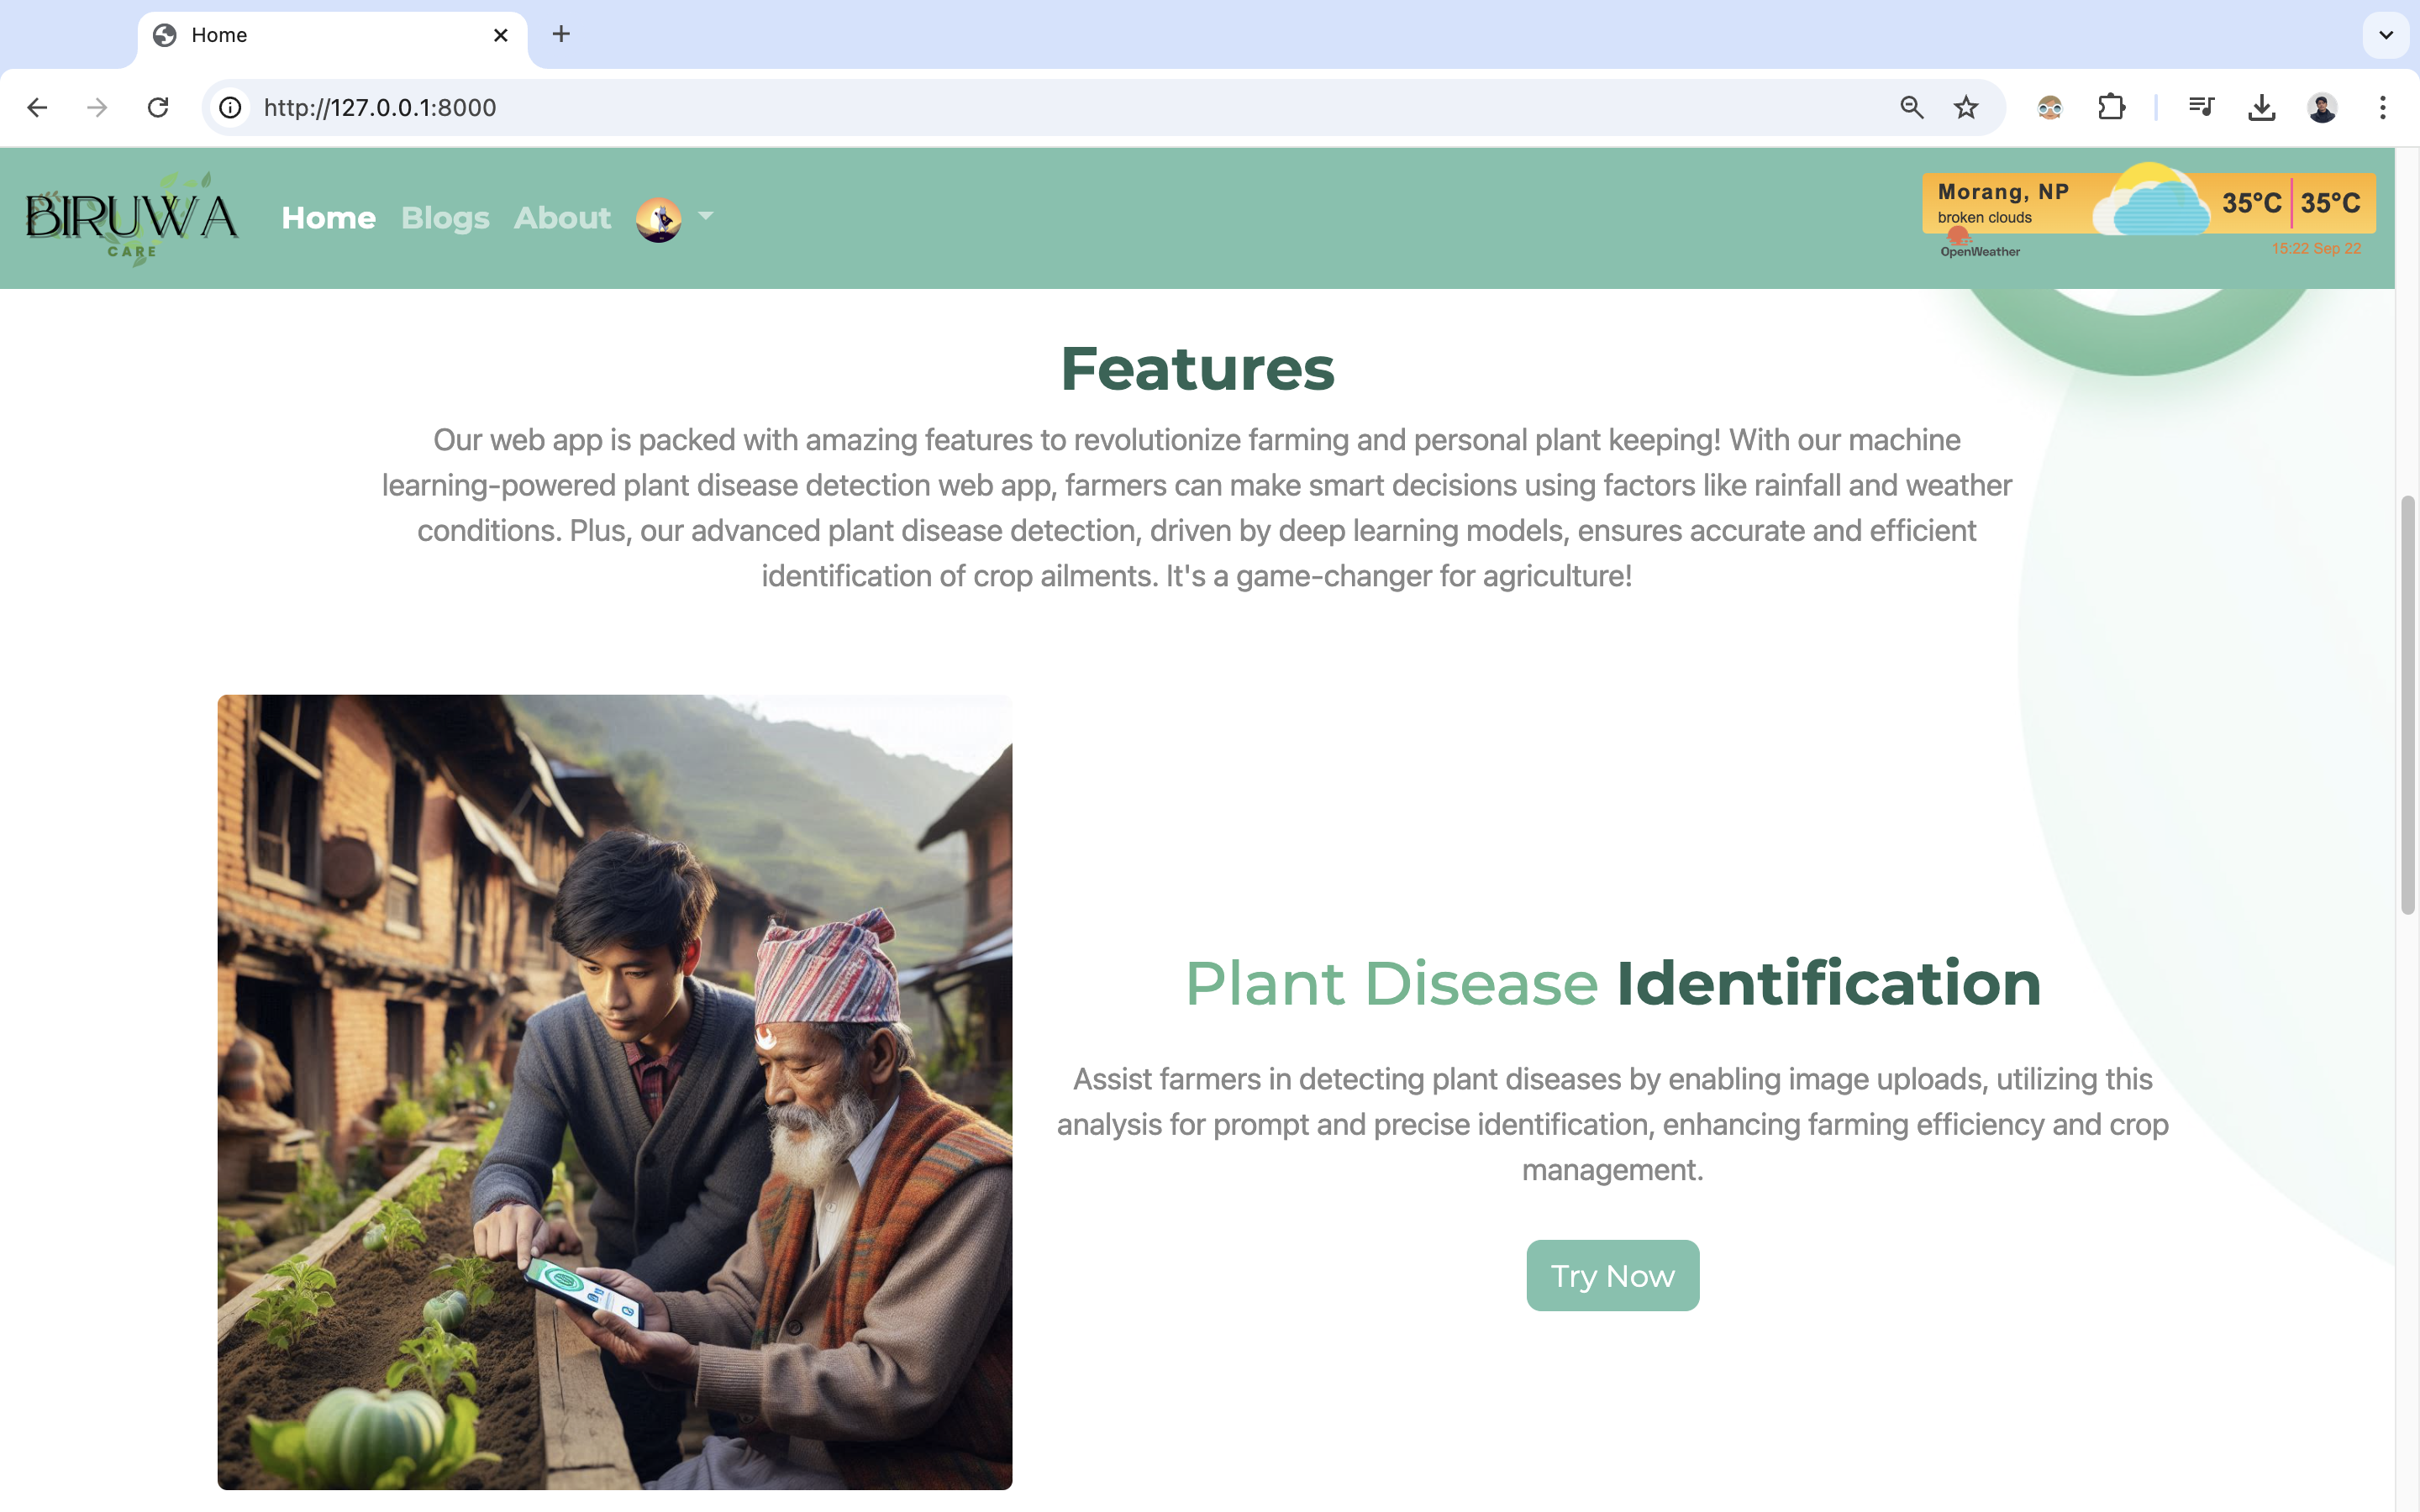 Home
http://127.0.0.1:8000
BIRUWA
CARE
Home Blogs About
Morang, NP
broken clouds
35°C 35°C
OpenWeather
15:22 Sep 22
Features
Our web app is packed with amazing features to revolutionize farming and personal plant keeping! With our machine
learning-powered plant disease detection web app, farmers can make smart decisions using factors like rainfall and weather
conditions. Plus, our advanced plant disease detection, driven by deep learning models, ensures accurate and efficient
identification of crop ailments. It's a game-changer for agriculture!
Plant Disease Identification
Assist farmers in detecting plant diseases by enabling image uploads, utilizing this
analysis for prompt and precise identification, enhancing farming efficiency and crop
management.
Try Now